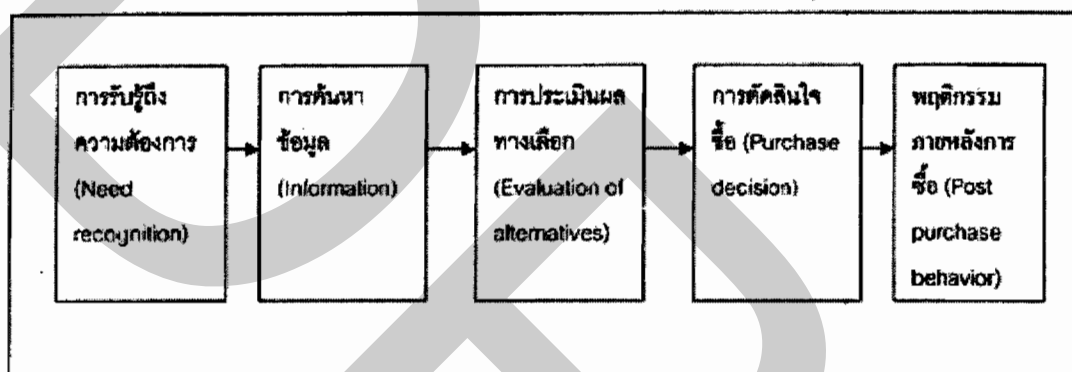 การรับรู้ถึง
ความต้องการ
(Need
recognition)
การค้นหา
ข้อมูล
(Information)
การประเมินผล
ทางเลือก
(Evaluation of
alternatives)
การตัดสินใจ
ซื้อ (Purchase
decision)
พฤติกรรม
ภายหลังการ
ซื้อ (Post
purchase
behavior)